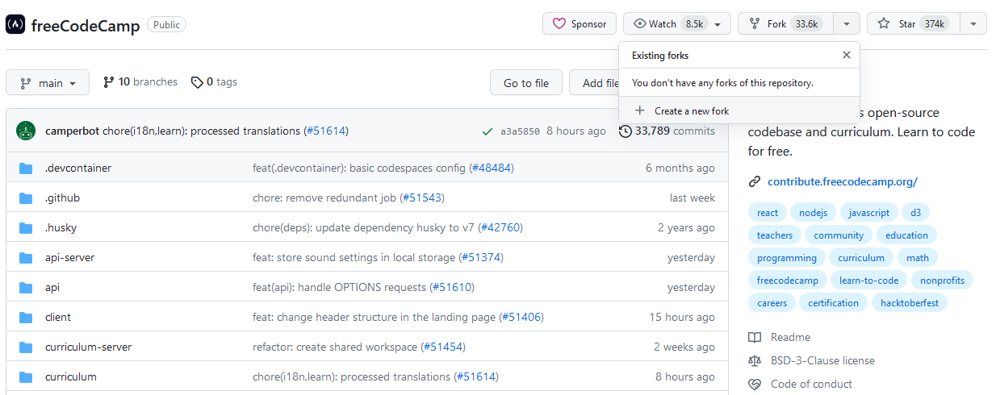 freeCodeCamp Public Sponsor Watch 8.5k Fork 33.6k Star 374k
Existing forks
You don't have any forks of this repository.
Create a new fork
main 10 branches 0 tags Go to file Add file
camperbot chore(i18n,learn): processed translations (#51614) a3a5850 8 hours ago 33,789 commits
.devcontainer feat(.devcontainer): basic codespaces config (#48484) 6 months ago
.github chore: remove redundant job (#51543) last week
.husky chore(deps): update dependency husky to v7 (#42760) 2 years ago
api-server feat: store sound settings in local storage (#51374) yesterday
api feat(api): handle OPTIONS requests (#51610) yesterday
client feat: change header structure in the landing page (#51406) 15 hours ago
curriculum-server refactor: create shared workspace (#51454) 2 weeks ago
curriculum chore(i18n,learn): processed translations (#51614) 8 hours ago
open-source
codebase and curriculum. Learn to code
for free.
contribute.freecodecamp.org/
react nodejs javascript d3
teachers community education
programming curriculum math
freecodecamp learn-to-code nonprofits
careers certification hacktoberfest
Readme
BSD-3-Clause license
Code of conduct